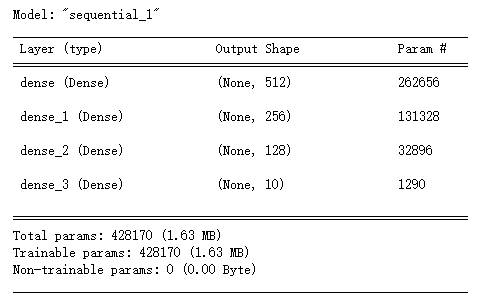 Model: "sequential_1"
Layer (type) Output Shape Param #
dense (Dense) (None, 512) 262656
dense_1 (Dense) (None, 256) 131328
dense_2 (Dense) (None, 128) 32896
dense_3 (Dense) (None, 10) 1290
Total params: 428170 (1.63 MB)
Trainable params: 428170 (1.63 MB)
Non-trainable params: 0 (0.00 Byte)